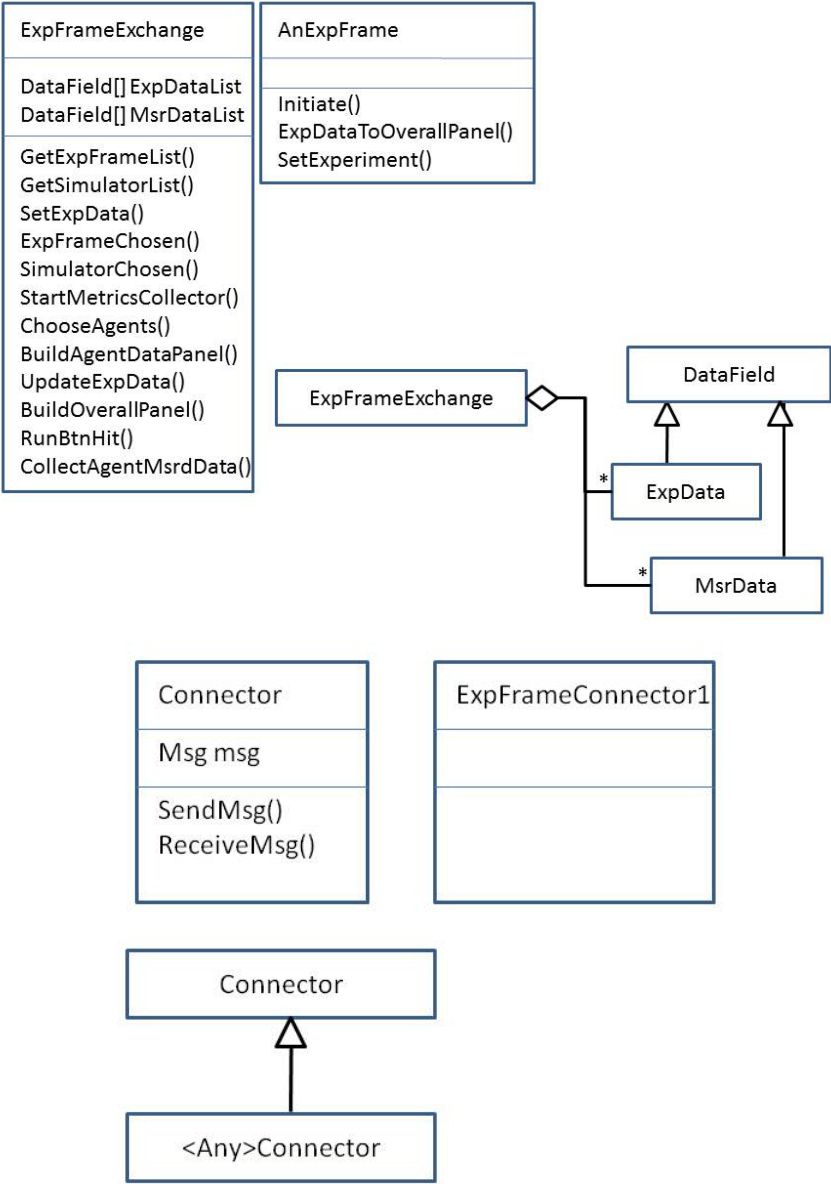 ExpFrameExchange
DataField[] ExpDataList
DataField[] MsrDataList
GetExpFrameList()
GetSimulatorList()
SetExpData()
ExpFrameChosen()
SimulatorChosen()
StartMetricsCollector()
ChooseAgents()
BuildAgentDataPanel()
UpdateExpData()
BuildOverallPanel()
RunBtnHit()
CollectAgentMsrdData()
AnExpFrame
Initiate()
ExpDataToOverallPanel()
SetExperiment()
ExpFrameExchange
DataField
*
ExpData
*
MsrData
Connector
Msg msg
SendMsg()
ReceiveMsg()
ExpFrameConnector1
Connector
<Any>Connector